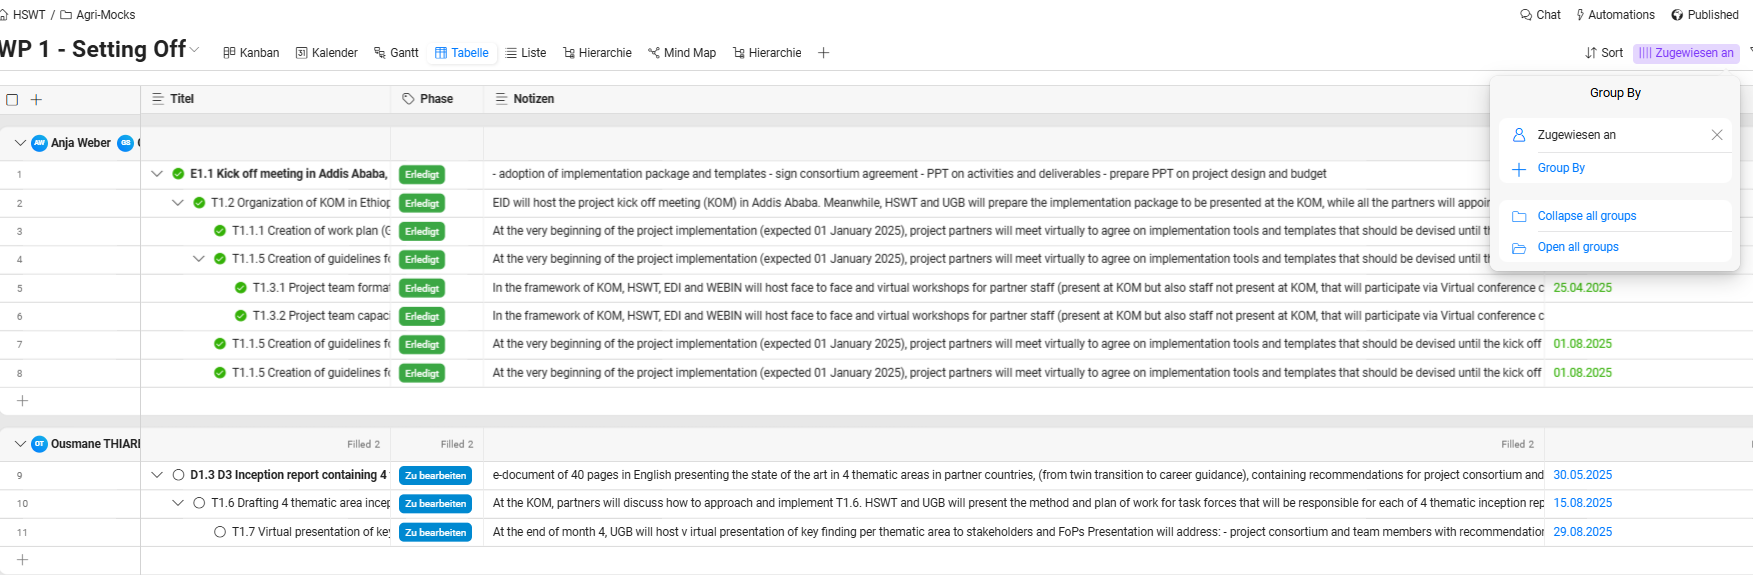 HSWT / Agri-Mocks Chat Automations Published
WP 1 - Setting Off Kanban 31 Kalender Gantt Tabelle Liste Hierarchie Mind Map Hierarchie Sort Zugewiesen an
Titel Phase Notizen
Group By
Zugewiesen an
Group By
Collapse all groups
Open all groups
AW Anja Weber GS
1 E1.1 Kick off meeting in Addis Ababa, Erledigt - adoption of implementation package and templates - sign consortium agreement - PPT on activities and deliverables - prepare PPT on project design and budget
2 T1.2 Organization of KOM in Ethiop Erledigt EID will host the project kick off meeting (KOM) in Addis Ababa. Meanwhile, HSWT and UGB will prepare the implementation package to be presented at the KOM, while all the partners will appoi
3 T1.1.1 Creation of work plan (G Erledigt At the very beginning of the project implementation (expected 01 January 2025), project partners will meet virtually to agree on implementation tools and templates that should be devised until th
4 T1.1.5 Creation of guidelines fo Erledigt At the very beginning of the project implementation (expected 01 January 2025), project partners will meet virtually to agree on implementation tools and templates that should be devised until th
5 T1.3.1 Project team format Erledigt In the framework of KOM, HSWT, EDI and WEBIN will host face to face and virtual workshops for partner staff (present at KOM but also staff not present at KOM, that will participate via Virtual conference c 25.04.2025
6 T1.3.2 Project team capaci Erledigt In the framework of KOM, HSWT, EDI and WEBIN will host face to face and virtual workshops for partner staff (present at KOM but also staff not present at KOM, that will participate via Virtual conference c
7 T1.1.5 Creation of guidelines fo Erledigt At the very beginning of the project implementation (expected 01 January 2025), project partners will meet virtually to agree on implementation tools and templates that should be devised until the kick off 01.08.2025
8 T1.1.5 Creation of guidelines fo Erledigt At the very beginning of the project implementation (expected 01 January 2025), project partners will meet virtually to agree on implementation tools and templates that should be devised until the kick off 01.08.2025
OT Ousmane THIAR Filled 2 Filled 2 Filled 2
9 D1.3 D3 Inception report containing 4 Zu bearbeiten e-document of 40 pages in English presenting the state of the art in 4 thematic areas in partner countries, (from twin transition to career guidance), containing recommendations for project consortium and 30.05.2025
10 T1.6 Drafting 4 thematic area incep Zu bearbeiten At the KOM, partners will discuss how to approach and implement T1.6. HSWT and UGB will present the method and plan of work for task forces that will be responsible for each of 4 thematic inception rep 15.08.2025
11 T1.7 Virtual presentation of key Zu bearbeiten At the end of month 4, UGB will host v irtual presentation of key finding per thematic area to stakeholders and FoPs Presentation will address: - project consortium and team members with recommendation 29.08.2025